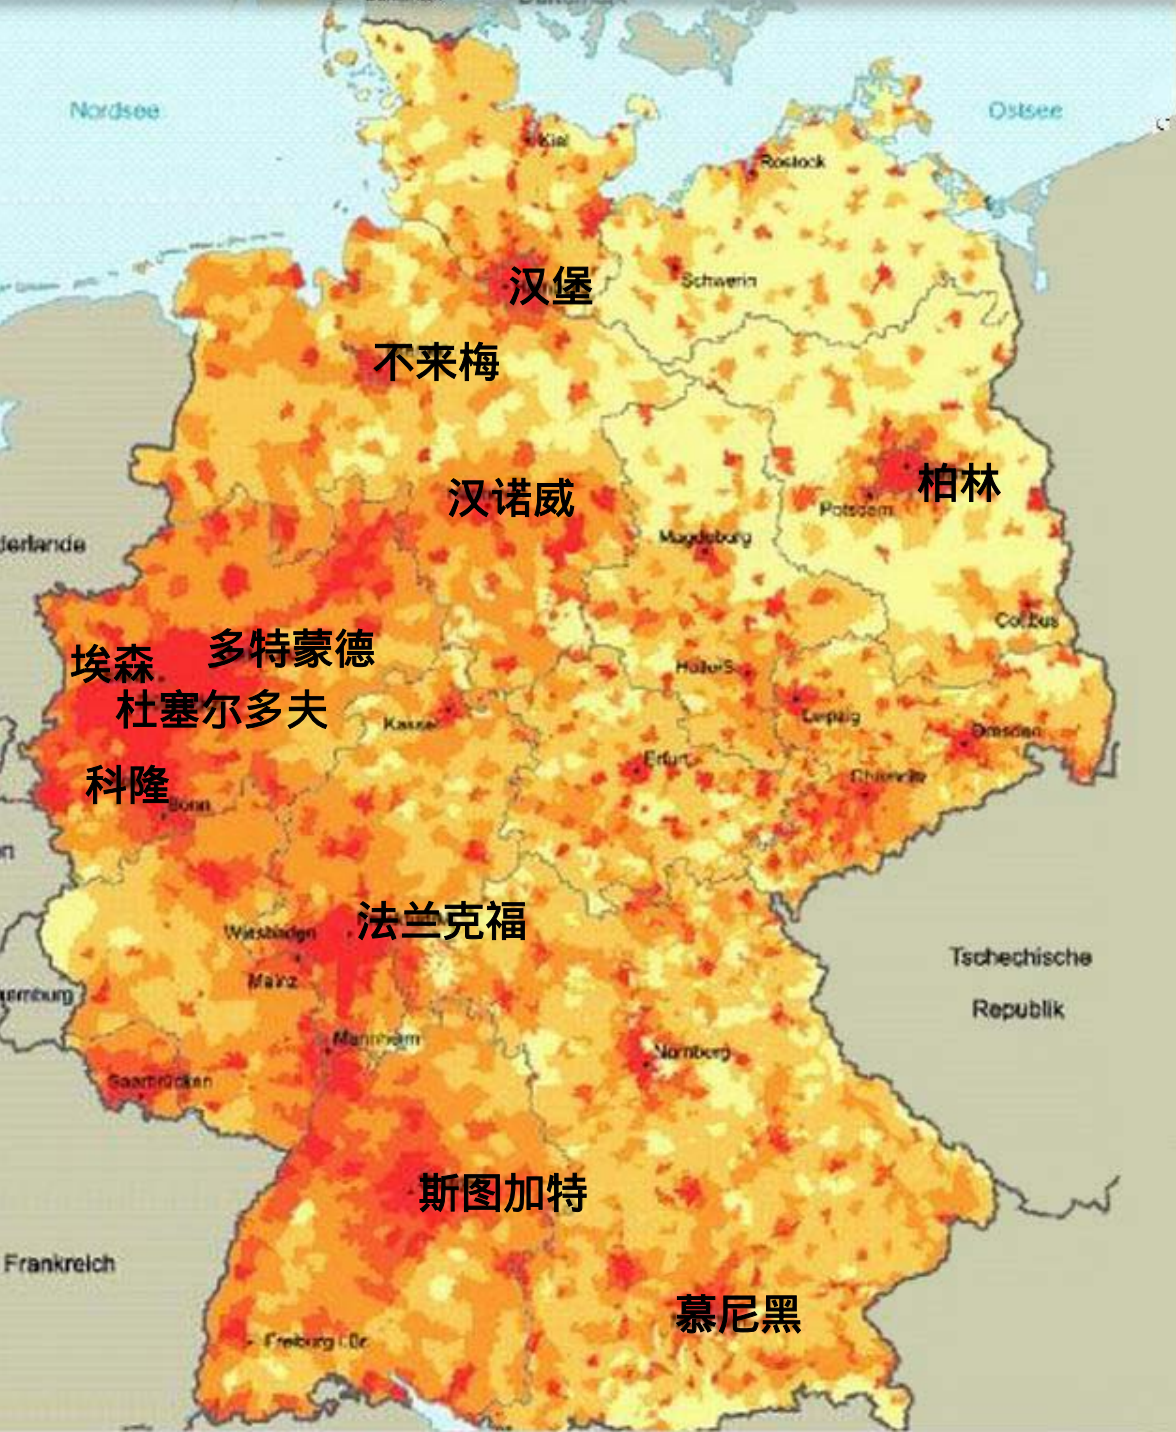 Nordsee
Ostsee
Kiel
Rostock
Schwerin
汉堡
不来梅
汉诺威
柏林
Potsdam
Magdeburg
Cottbus
多特蒙德
埃森
杜塞尔多夫
Kassel
Leipzig
Dresden
Erfurt
Chemnitz
科隆
Bonn
法兰克福
Wiesbaden
Mainz
Tschechische
Republik
Mannheim
Nürnberg
Saarbrücken
斯图加特
Frankreich
慕尼黑
Freiburg i.Br.